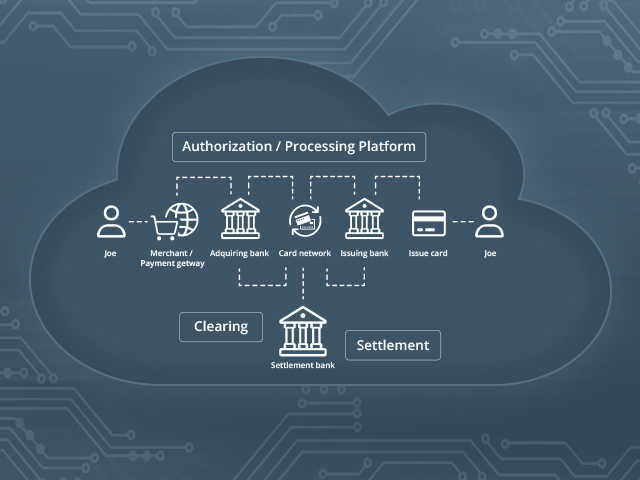 Authorization / Processing Platform
Joe
Merchant /
Payment getway
Adquiring bank
Card network
Issuing bank
Issue card
Joe
Clearing
Settlement
Settlement bank